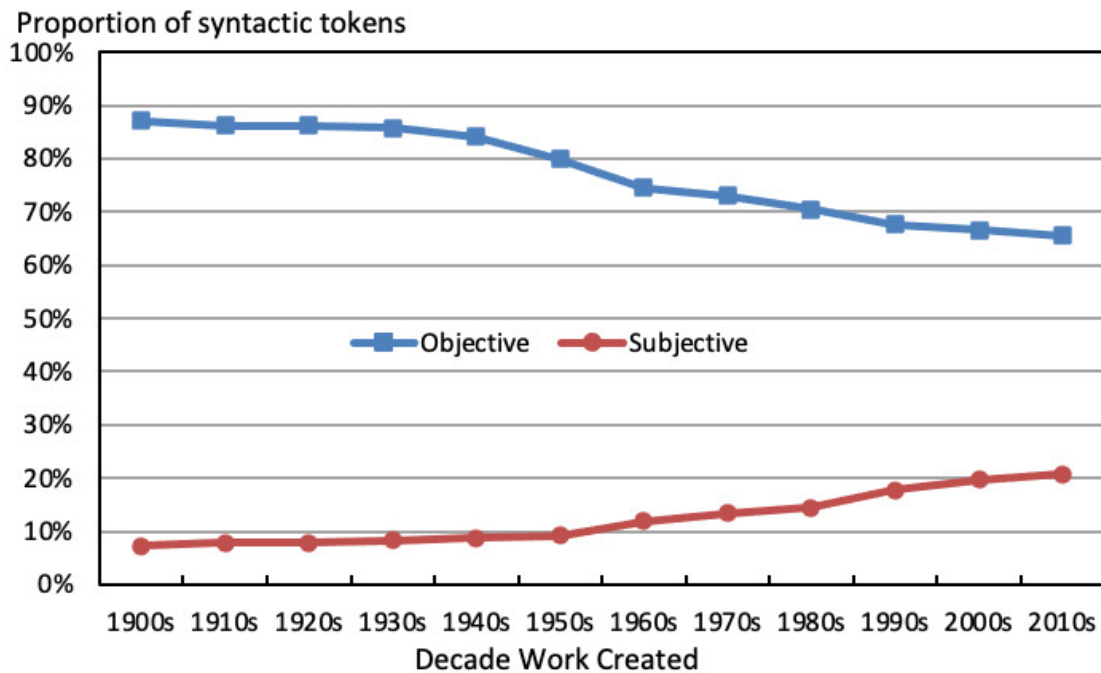 Proportion of syntactic tokens
100%
90%
80%
70%
60%
50%
Objective Subjective
40%
30%
20%
10%
0%
1900s 1910s 1920s 1930s 1940s 1950s 1960s 1970s 1980s 1990s 2000s 2010s
Decade Work Created